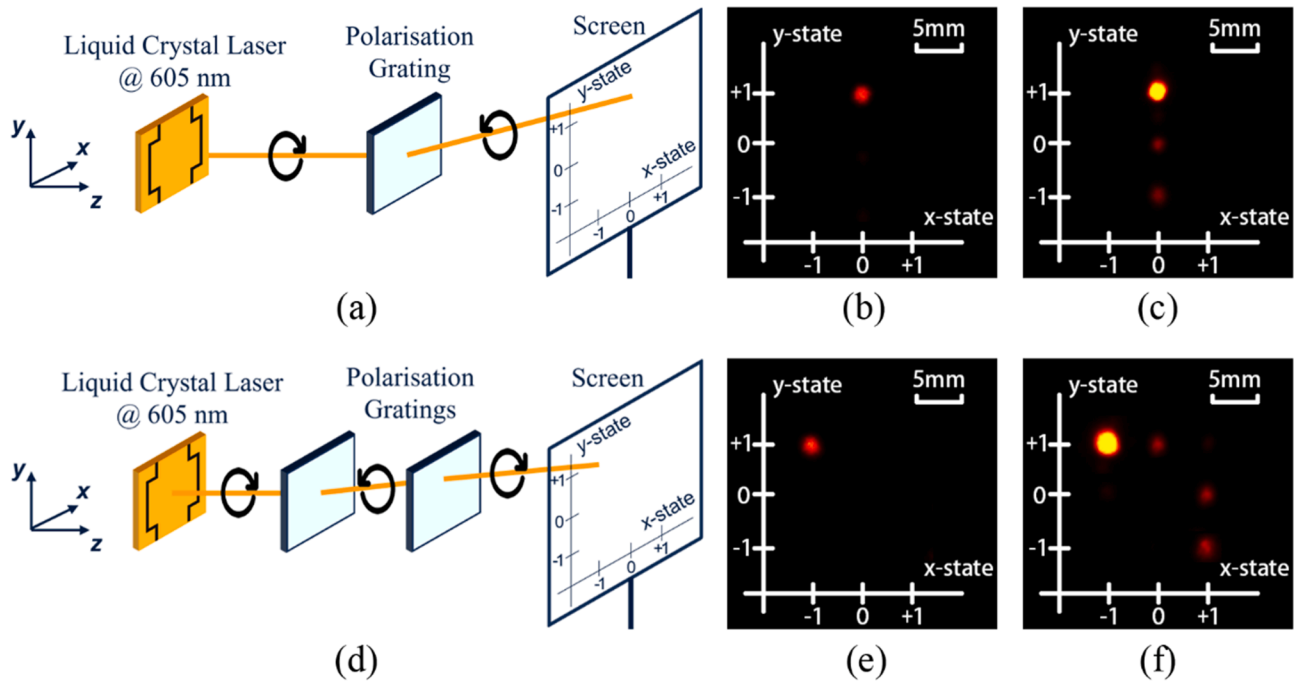 Liquid Crystal Laser
@ 605 nm
Polarisation
Grating
Screen
y
x
z
y-state
+1
0
-1
x-state
-1
0
+1
(a)
y-state
5mm
+1
0
-1
x-state
-1
0
+1
(b)
y-state
5mm
+1
0
-1
x-state
-1
0
+1
(c)
Liquid Crystal Laser
@ 605 nm
Polarisation
Gratings
Screen
y
x
z
y-state
+1
0
-1
x-state
-1
0
+1
(d)
y-state
5mm
+1
0
-1
x-state
-1
0
+1
(e)
y-state
5mm
+1
0
-1
x-state
-1
0
+1
(f)